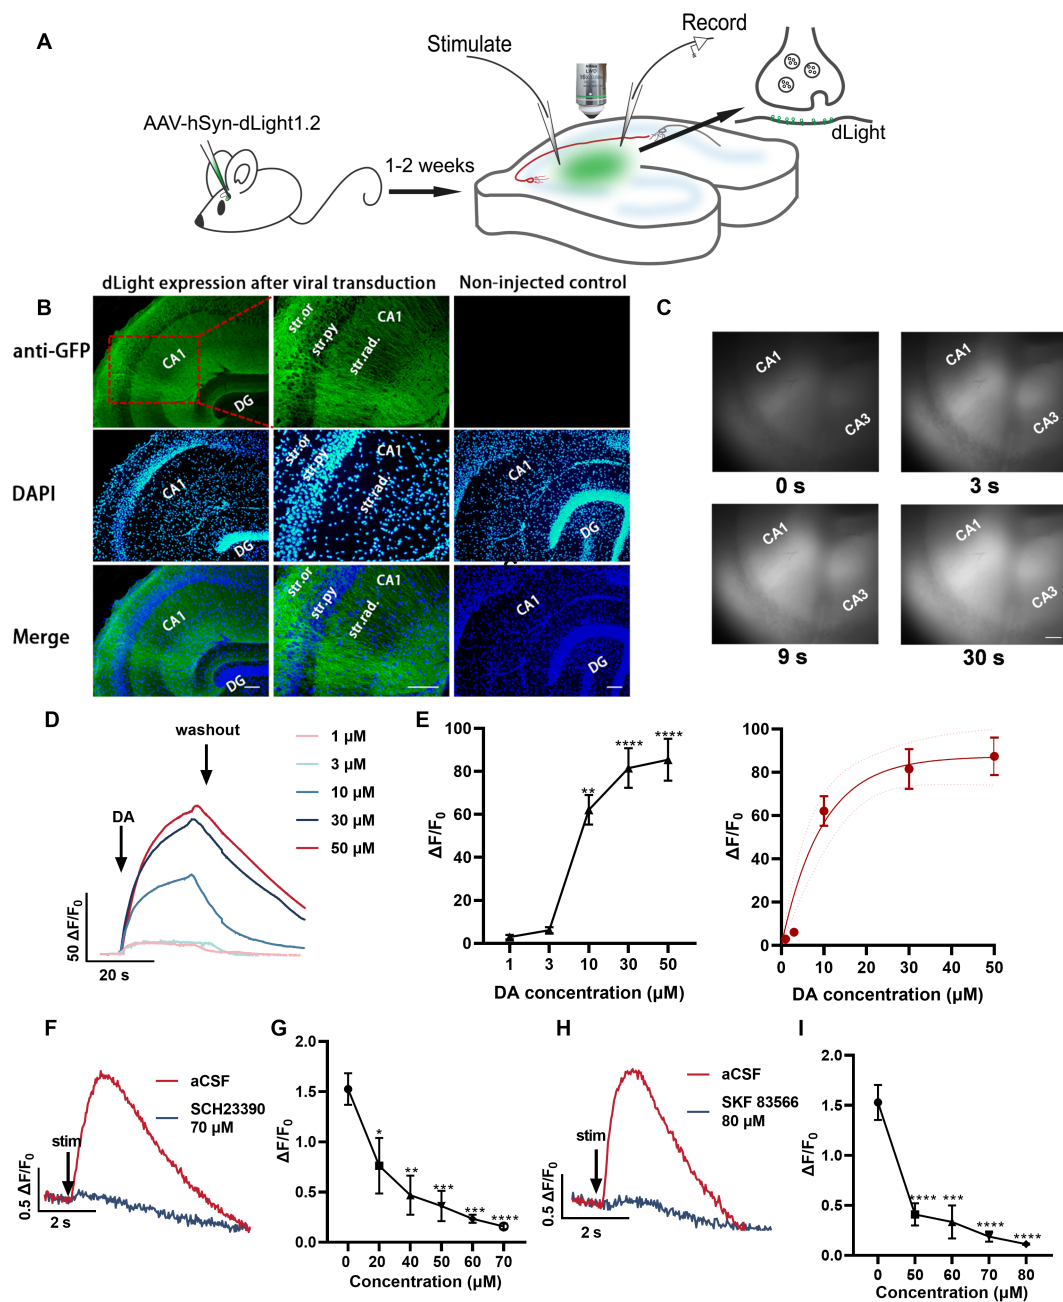 A
Stimulate
Record
AAV-hSyn-dLight1.2
1-2 weeks
dLight
B
dLight expression after viral transduction
Non-injected control
anti-GFP
CA1
DG
str.or
str.py
str.rad.
CA1
DAPI
CA1
DG
str.or
str.py
str.rad
CA1
CA1
DG
Merge
CA1
DG
str.or
str.py
str.rad.
CA1
CA1
DG
C
CA1
CA3
0 s
CA1
CA3
3 s
CA1
CA3
9 s
CA1
CA3
30 s
D
washout
DA
1 µM
3 µM
10 µM
30 µM
50 µM
50 ΔF/F0
20 s
E
ΔF/F0
100
80
60
40
20
0
**
****
****
1 3 10 30 50
DA concentration (µM)
ΔF/F0
100
80
60
40
20
0
0 10 20 30 40 50
DA concentration (µM)
F
aCSF
SCH23390
70 µM
stim
0.5 ΔF/F0
2 s
G
ΔF/F0
2.0
1.5
1.0
0.5
0.0
*
**
***
***
****
0 20 40 50 60 70
Concentration (µM)
H
aCSF
SKF 83566
80 µM
stim
0.5 ΔF/F0
2 s
I
ΔF/F0
2.0
1.5
1.0
0.5
0.0
****
***
****
****
0 50 60 70 80
Concentration (µM)